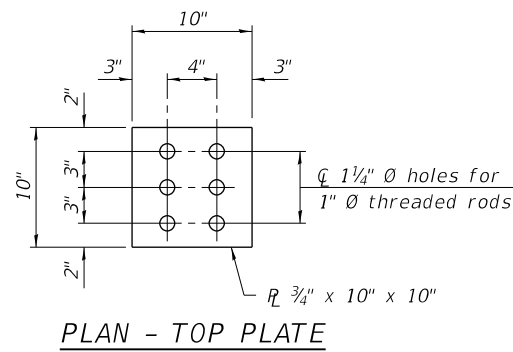 10"
3"
4"
3"
2"
10"
3"
3"
2"
℄ 1¼" Ø holes for
1" Ø threaded rods
PL ¾" x 10" x 10"
PLAN - TOP PLATE